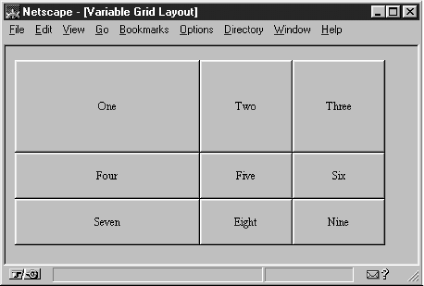 Netscape - [Variable Grid Layout]
File Edit View Go Bookmarks Options Directory Window Help
One Two Three
Four Five Six
Seven Eight Nine
?